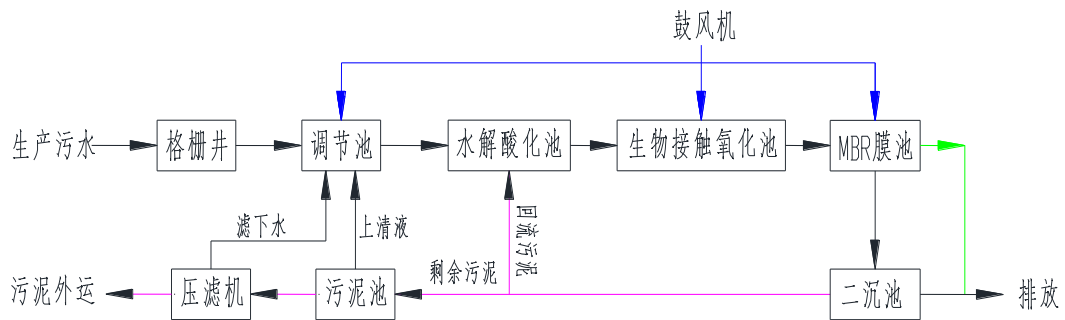 鼓风机
生产污水
格栅井
调节池
水解酸化池
生物接触氧化池
MBR膜池
滤下水
上清液
回流污泥
剩余污泥
污泥外运
压滤机
污泥池
二沉池
排放